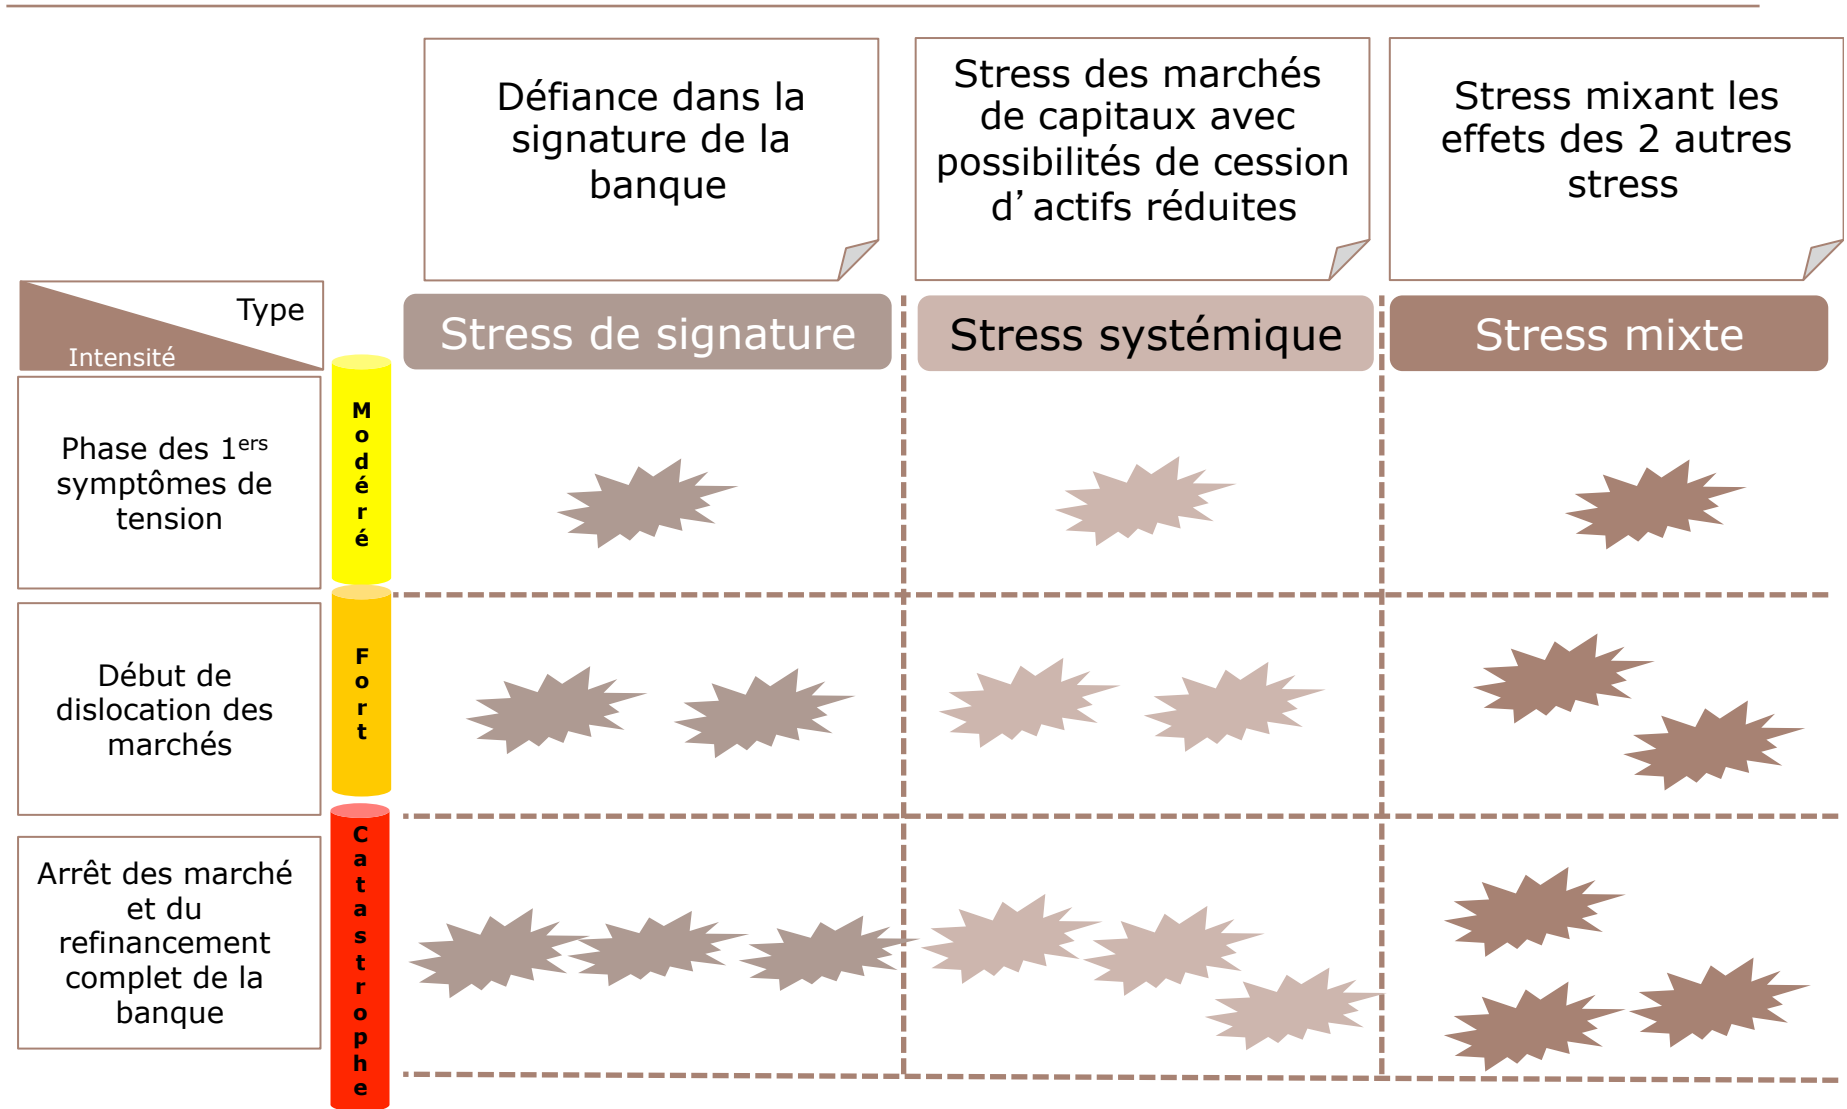 Défiance dans la
signature de la
banque
Stress des marchés
de capitaux avec
possibilités de cession
d’ actifs réduites
Stress mixant les
effets des 2 autres
stress
Type
Intensité
Stress de signature
Stress systémique
Stress mixte
Phase des 1ers
symptômes de
tension
Modéré
Début de
dislocation des
marchés
Fort
Arrêt des marché
et du
refinancement
complet de la
banque
Catastrophe